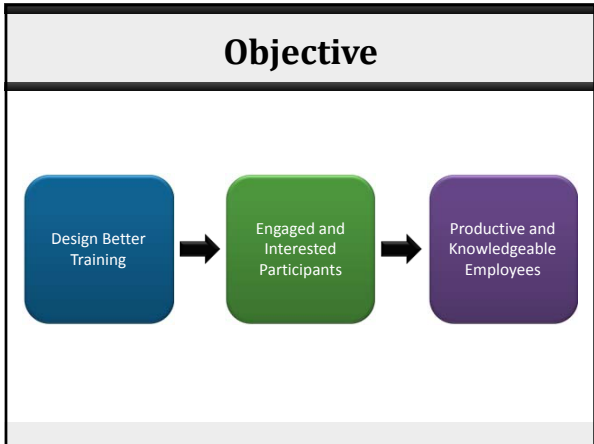 Objective
Design Better
Training
Engaged and
Interested
Participants
Productive and
Knowledgeable
Employees